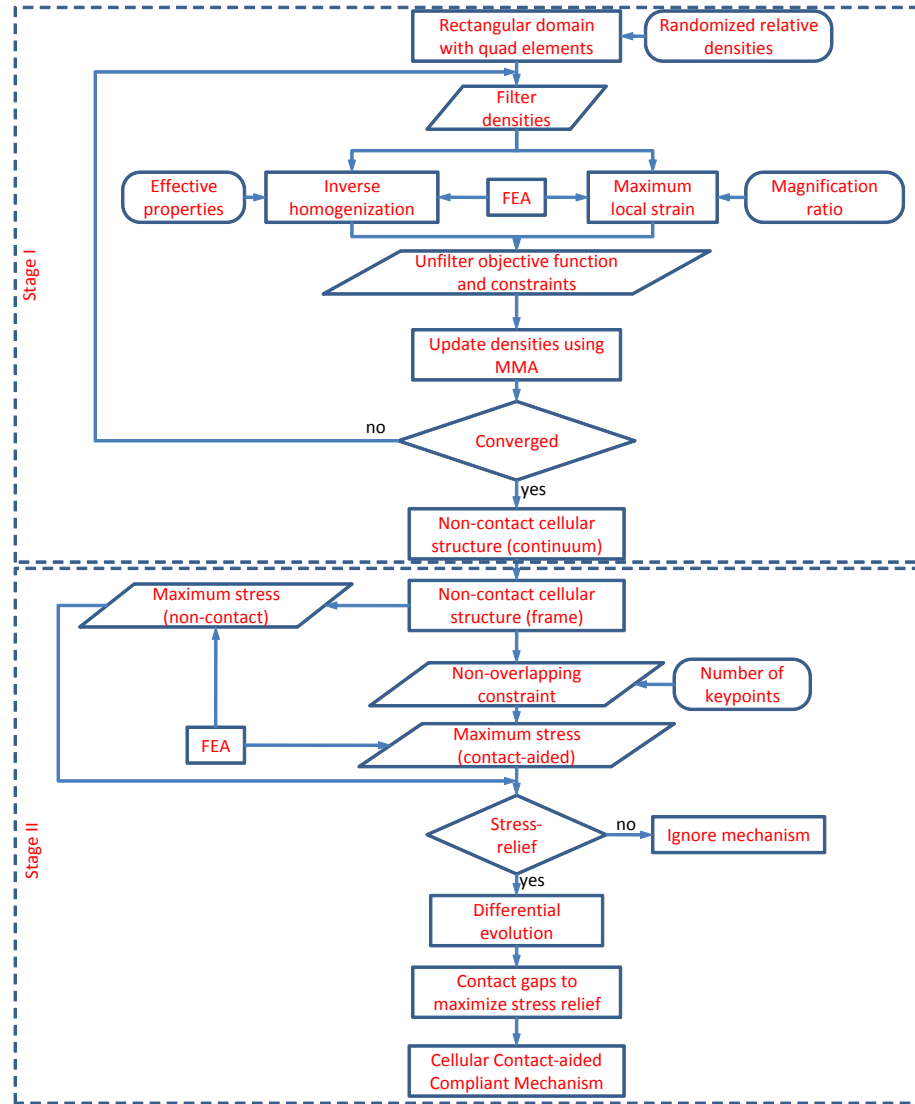 Rectangular domain
with quad elements
Randomized relative
densities
Filter
densities
Effective
properties
Inverse
homogenization
FEA
Maximum
local strain
Magnification
ratio
Unfilter objective function
and constraints
Stage I
Update densities using
MMA
no
Converged
yes
Non-contact cellular
structure (continuum)
Maximum stress
(non-contact)
Non-contact cellular
structure (frame)
Non-overlapping
constraint
Number of
keypoints
FEA
Maximum stress
(contact-aided)
Stage II
Stress-
relief
no
Ignore mechanism
yes
Differential
evolution
Contact gaps to
maximize stress relief
Cellular Contact-aided
Compliant Mechanism